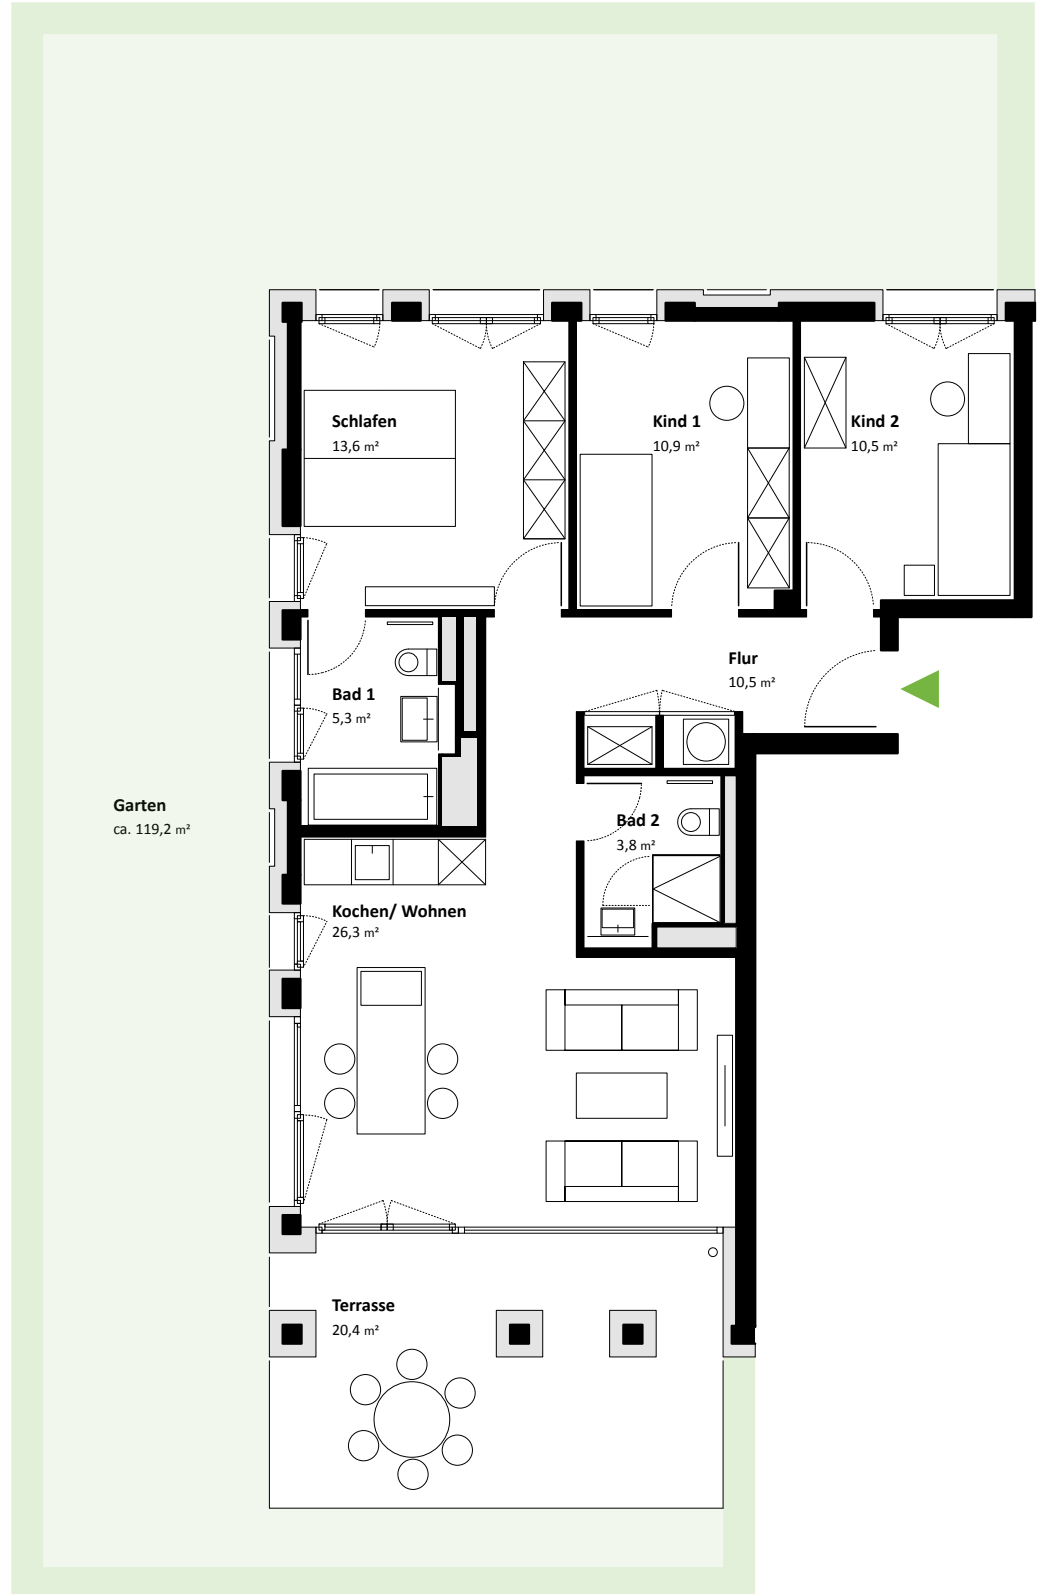 Schlafen
13,6 m²
Kind 1
10,9 m²
Kind 2
10,5 m²
Flur
10,5 m²
Bad 1
5,3 m²
Garten
ca. 119,2 m²
Bad 2
3,8 m²
Kochen/ Wohnen
26,3 m²
Terrasse
20,4 m²